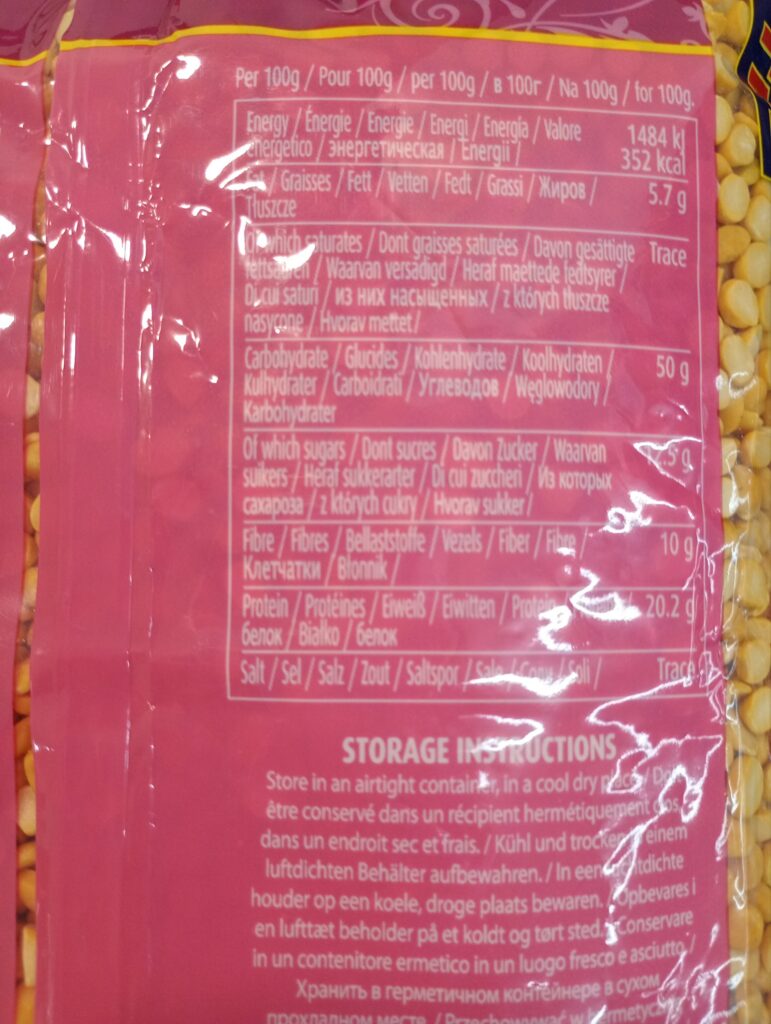 Per 100g / Pour 100g / per 100g / в 100г / Na 100g / for 100g.
Energy / Énergie / Energie / Energi / Energía / Valore 1484 kj
energetico / энергетическая / Energii / 352 kcal
Fat / Graisses / Fett / Vetten / Fedt / Grassi / Жиров / 5.7 g
Tłuszcze
Of which saturates / Dont graisses saturées / Davon gesättigte Trace
fettsäuren / Waarvan versadigd / Heraf maettede fedtsyrer /
Di cui saturi / из них насыщенных / z których tłuszcze
nasycone / Hvorav mettet /
Carbohydrate / Glucides / Kohlenhydrate / Koolhydraten / 50 g
Kulhydrater / Carboidrati / Углеводов / Węglowodory /
Karbohydrater
Of which sugars / Dont sucres / Davon Zucker / Waarvan
suikers / Heraf sukkerarter / Di cui zuccheri / Из которых
сахароза / z których cukry / Hvorav sukker /
Fibre / Fibres / Bellaststoffe / Vezels / Fiber / Fibre / 10 g
Клетчатки / Błonnik /
Protein / Protéines / Eiweiß / Eiwitten / 20.2 g
белок / Białko / белок
Salt / Sel / Salz / Zout / Saltspor / Sale / Соль / Soli / Trace
STORAGE INSTRUCTIONS
Store in an airtight container, in a cool dry place /
être conservé dans un récipient hermétiquement clos,
dans un endroit sec et frais. / Kühl und trocken einem
luftdichten Behälter aufbewahren. / In een luchtdichte
houder op een koele, droge plaats bewaren. / Opbevares i
en lufttæt beholder på et koldt og tørt sted. / Conservare
in un contenitore ermetico in un luogo fresco e asciutto. /
Хранить в герметичном контейнере в сухом
прохладном месте. / Przechowywać w